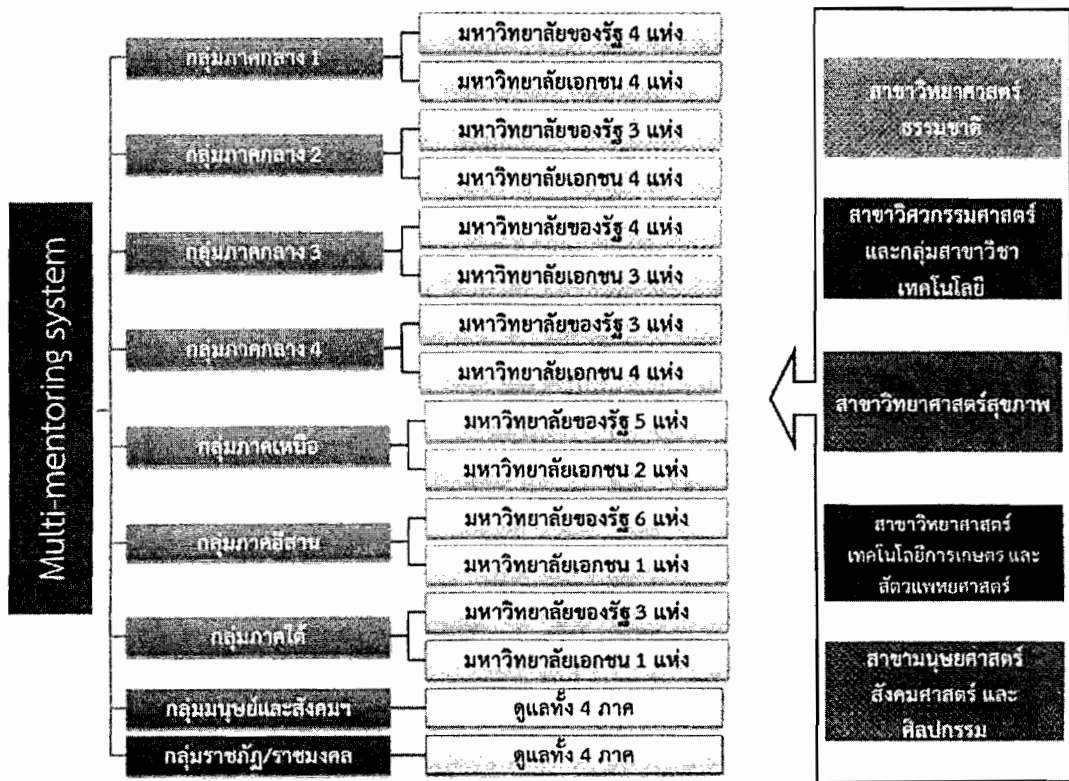 Multi-mentoring system
กลุ่มภาคกลาง 1
มหาวิทยาลัยของรัฐ 4 แห่ง
มหาวิทยาลัยเอกชน 4 แห่ง
กลุ่มภาคกลาง 2
มหาวิทยาลัยของรัฐ 3 แห่ง
มหาวิทยาลัยเอกชน 4 แห่ง
กลุ่มภาคกลาง 3
มหาวิทยาลัยของรัฐ 4 แห่ง
มหาวิทยาลัยเอกชน 3 แห่ง
กลุ่มภาคกลาง 4
มหาวิทยาลัยของรัฐ 3 แห่ง
มหาวิทยาลัยเอกชน 4 แห่ง
กลุ่มภาคเหนือ
มหาวิทยาลัยของรัฐ 5 แห่ง
มหาวิทยาลัยเอกชน 2 แห่ง
กลุ่มภาคอีสาน
มหาวิทยาลัยของรัฐ 6 แห่ง
มหาวิทยาลัยเอกชน 1 แห่ง
กลุ่มภาคใต้
มหาวิทยาลัยของรัฐ 3 แห่ง
มหาวิทยาลัยเอกชน 1 แห่ง
กลุ่มมนุษย์และสังคมฯ
ดูแลทั้ง 4 ภาค
กลุ่มราชภัฏ/ราชมงคล
ดูแลทั้ง 4 ภาค
สาขาวิทยาศาสตร์
ธรรมชาติ
สาขาวิศวกรรมศาสตร์
และกลุ่มสาขาวิชา
เทคโนโลยี
สาขาวิทยาศาสตร์สุขภาพ
สาขาวิทยาศาสตร์
เทคโนโลยีการเกษตร และ
สัตวแพทยศาสตร์
สาขามนุษยศาสตร์
สังคมศาสตร์ และ
ศิลปกรรม